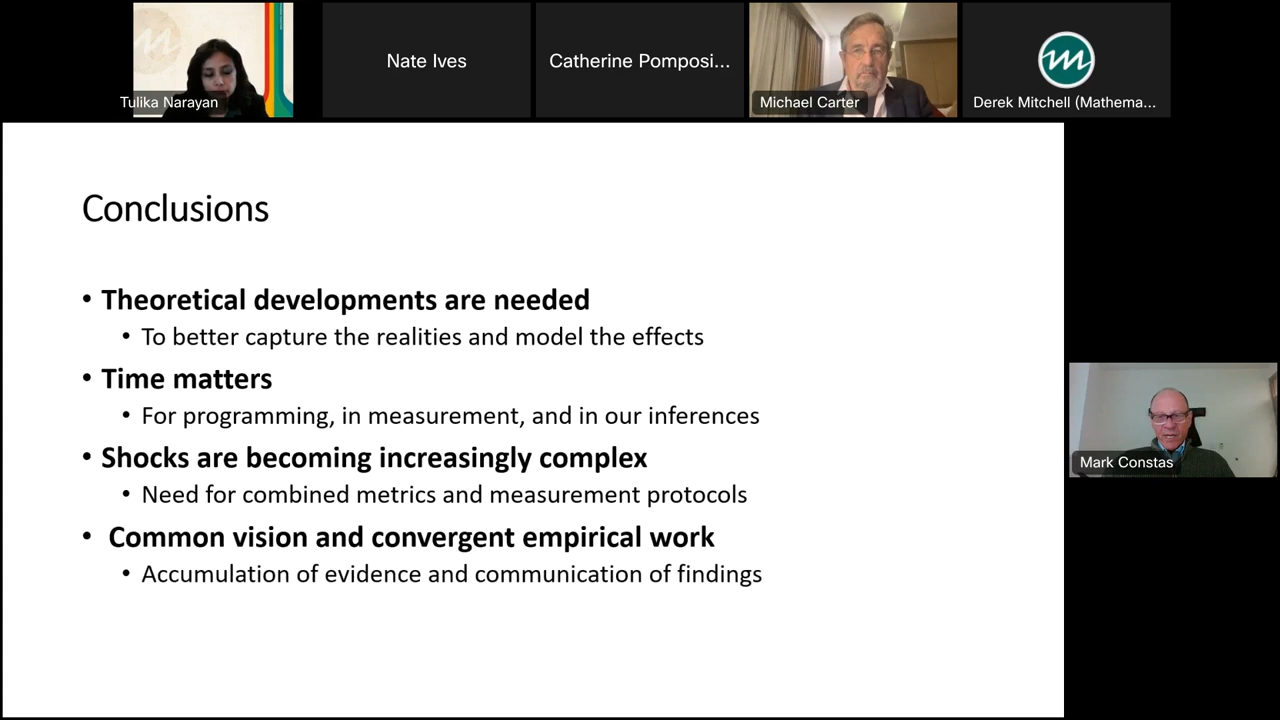 Tulika Narayan
Nate Ives
Catherine Pomposi...
Michael Carter
m
Derek Mitchell (Mathema...
Conclusions
• Theoretical developments are needed
• To better capture the realities and model the effects
• Time matters
• For programming, in measurement, and in our inferences
• Shocks are becoming increasingly complex
• Need for combined metrics and measurement protocols
• Common vision and convergent empirical work
• Accumulation of evidence and communication of findings
Mark Constas